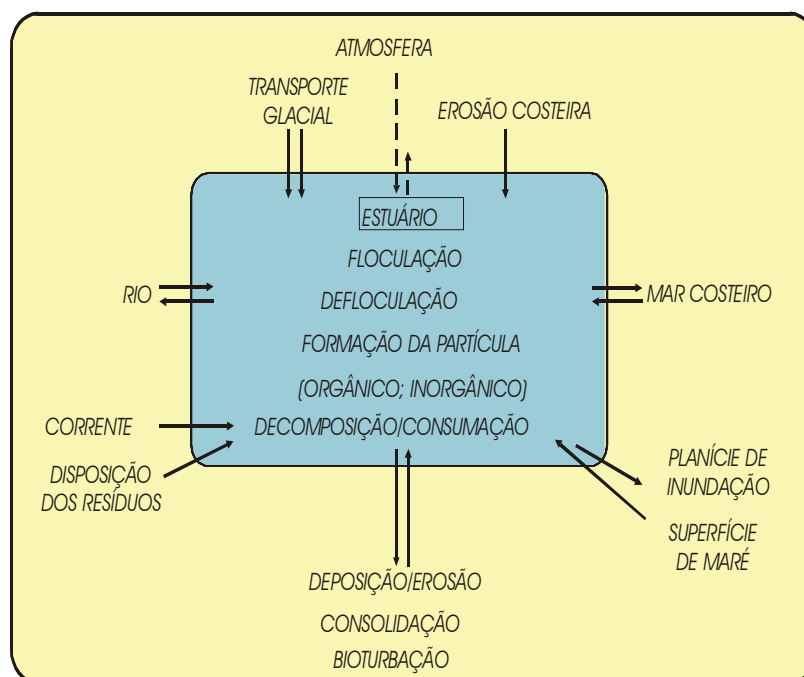 ATMOSFERA
TRANSPORTE
GLACIAL
EROSÃO COSTEIRA
ESTUÁRIO
FLOCULAÇÃO
RIO
DEFLOCULAÇÃO
MAR COSTEIRO
FORMAÇÃO DA PARTÍCULA
(ORGÂNICO; INORGÂNICO)
CORRENTE
DECOMPOSIÇÃO/CONSUMAÇÃO
DISPOSIÇÃO
DOS RESÍDUOS
PLANÍCIE DE
INUNDAÇÃO
SUPERFÍCIE
DE MARÉ
DEPOSIÇÃO/EROSÃO
CONSOLIDAÇÃO
BIOTURBAÇÃO